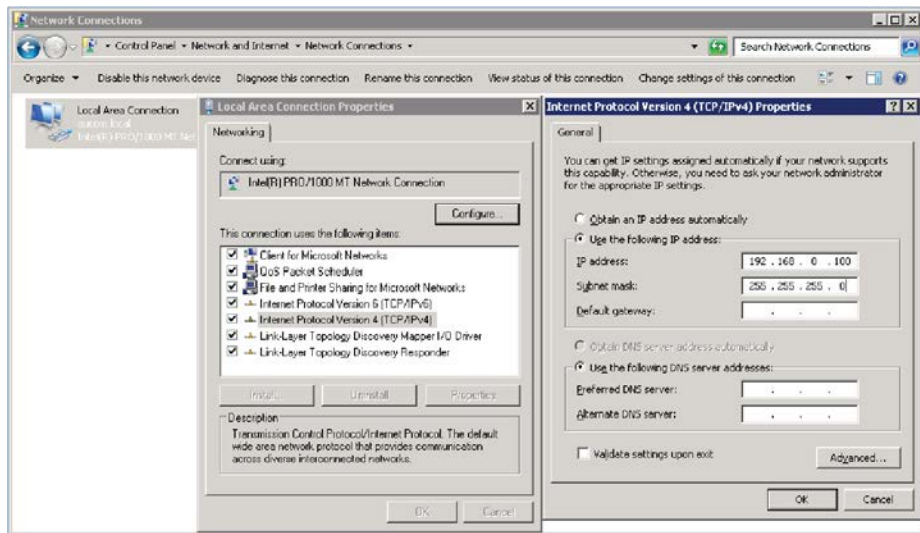 Network Connections
Control Panel • Network and Internet • Network Connections •
Search Network Connections
Organize
Disable this network device
Diagnose this connection
Rename this connection
View status of this connection
Change settings of this connection
Local Area Connection
Intel(R) PRO/1000 MT Net
Local Area Connection Properties
Networking
Connect using:
Intel(R) PRO/1000 MT Network Connection
Configure...
This connection uses the following items:
Client for Microsoft Networks
QoS Packet Scheduler
File and Printer Sharing for Microsoft Networks
Internet Protocol Version 6 (TCP/IPv6)
Internet Protocol Version 4 (TCP/IPv4)
Link-Layer Topology Discovery Mapper I/O Driver
Link-Layer Topology Discovery Responder
Install...
Uninstall
Properties
Description
Transmission Control Protocol/Internet Protocol. The default
wide area network protocol that provides communication
across diverse interconnected networks.
OK
Cancel
Internet Protocol Version 4 (TCP/IPv4) Properties
General
You can get IP settings assigned automatically if your network supports
this capability. Otherwise, you need to ask your network administrator
for the appropriate IP settings.
Obtain an IP address automatically
Use the following IP address:
IP address:
192 . 168 . 0 . 100
Subnet mask:
255 . 255 . 255 . 0
Default gateway:
Obtain DNS server address automatically
Use the following DNS server addresses:
Preferred DNS server:
Alternate DNS server:
Validate settings upon exit
Advanced...
OK
Cancel